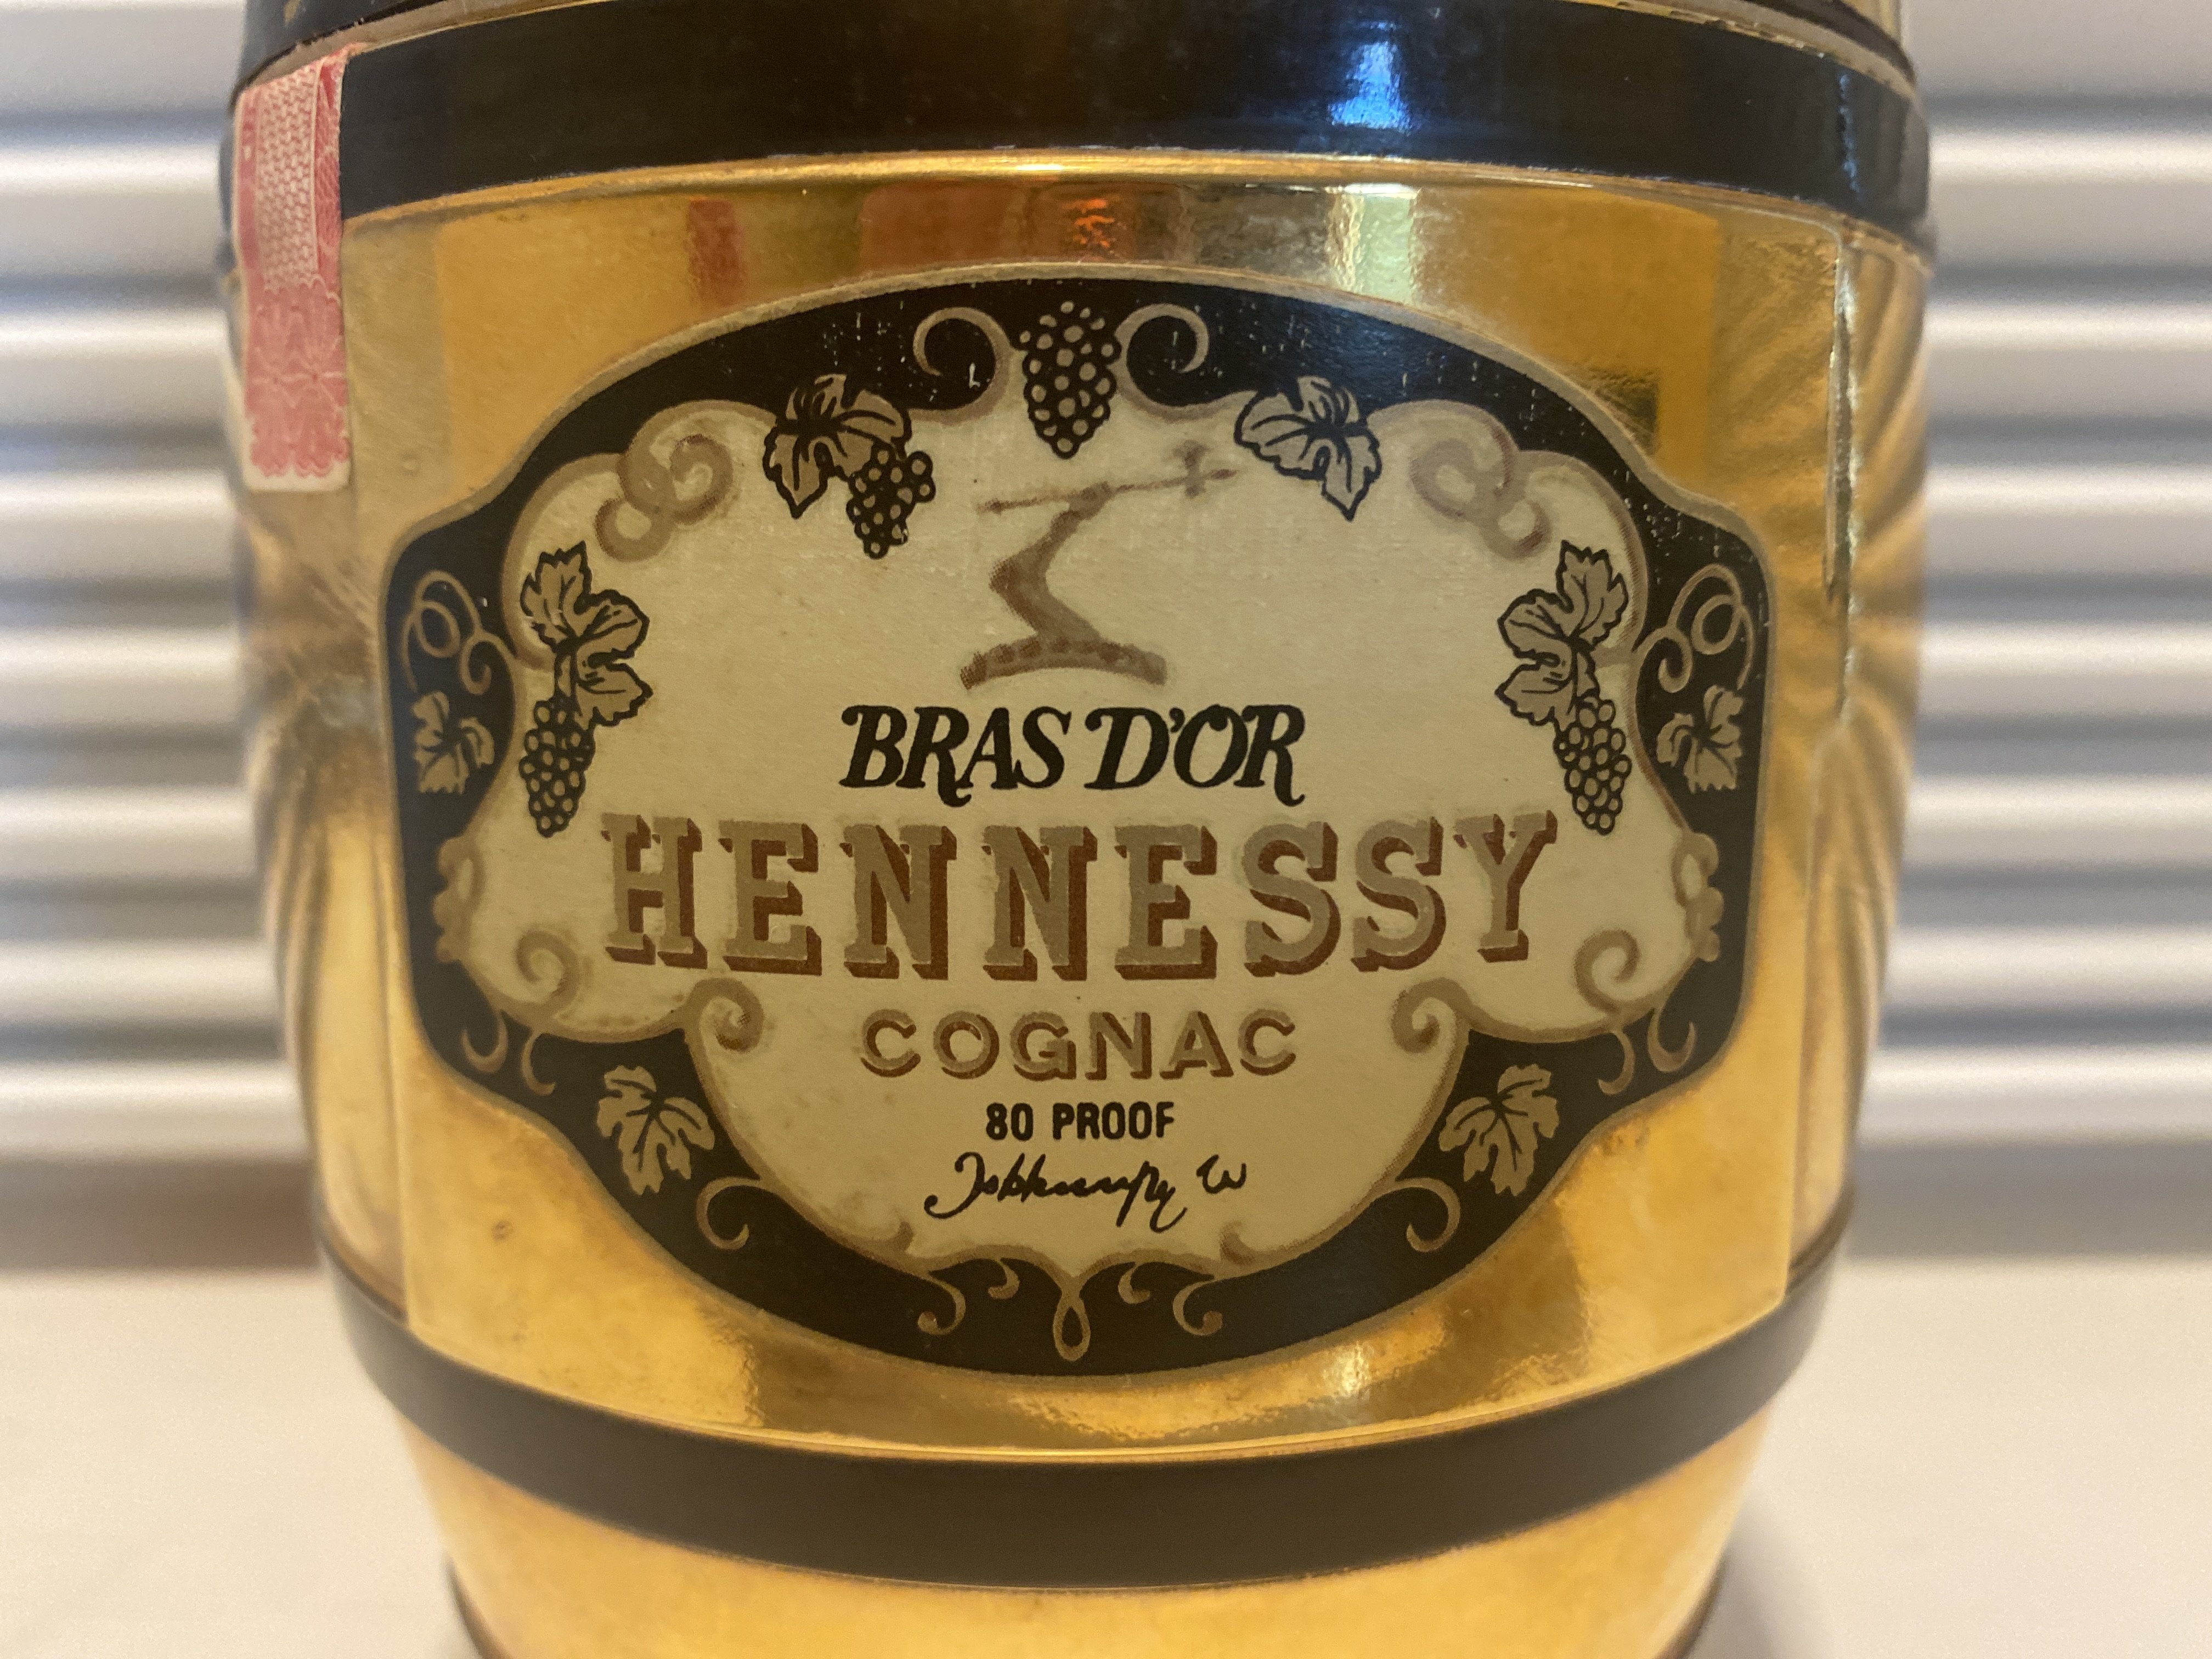 BRAS D'OR
HENNESSY
COGNAC
80 PROOF